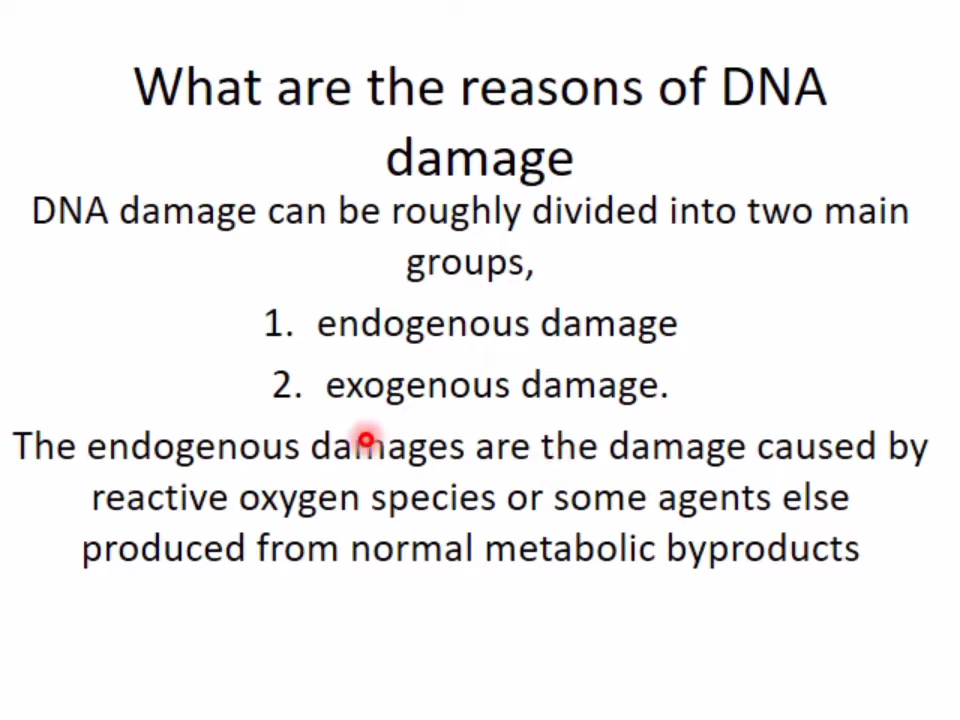 What are the reasons of DNA
damage
DNA damage can be roughly divided into two main
groups,
1. endogenous damage
2. exogenous damage.
The endogenous damages are the damage caused by
reactive oxygen species or some agents else
produced from normal metabolic byproducts